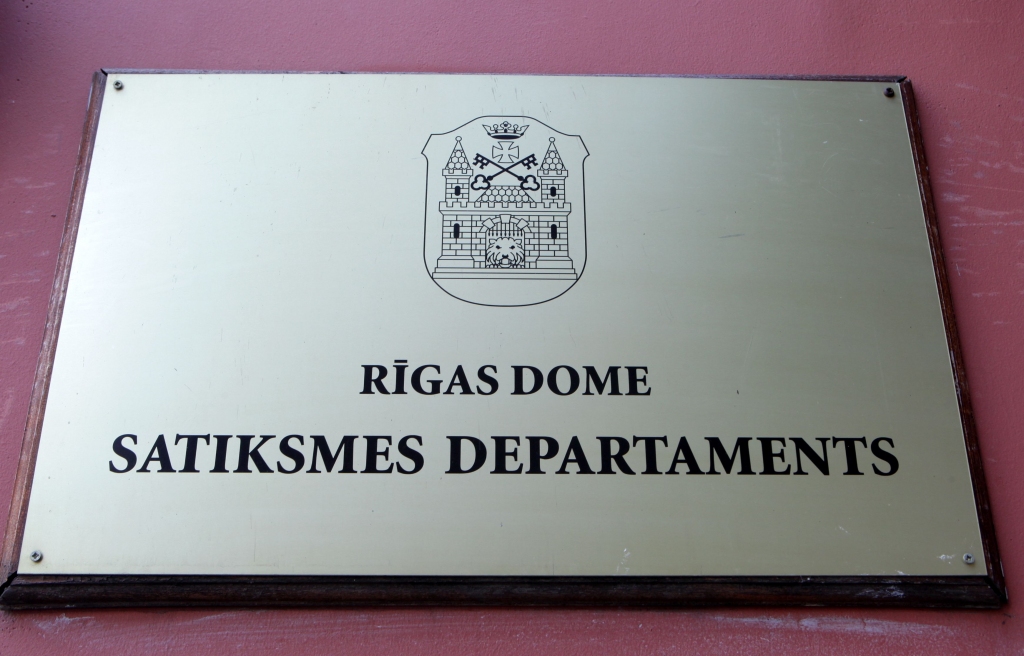 RĪGAS DOME
SATIKSMES DEPARTAMENTS